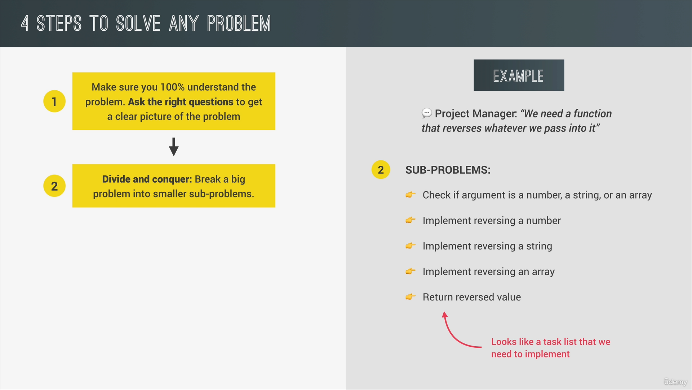 4 STEPS TO SOLVE ANY PROBLEM
1
Make sure you 100% understand the
problem. Ask the right questions to get
a clear picture of the problem
2
Divide and conquer: Break a big
problem into smaller sub-problems.
EXAMPLE
💬 Project Manager: “We need a function
that reverses whatever we pass into it”
2
SUB-PROBLEMS:
👉 Check if argument is a number, a string, or an array
👉 Implement reversing a number
👉 Implement reversing a string
👉 Implement reversing an array
👉 Return reversed value
Looks like a task list that we
need to implement
Udemy